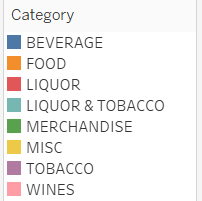 Category
BEVERAGE
FOOD
LIQUOR
LIQUOR & TOBACCO
MERCHANDISE
MISC
TOBACCO
WINES